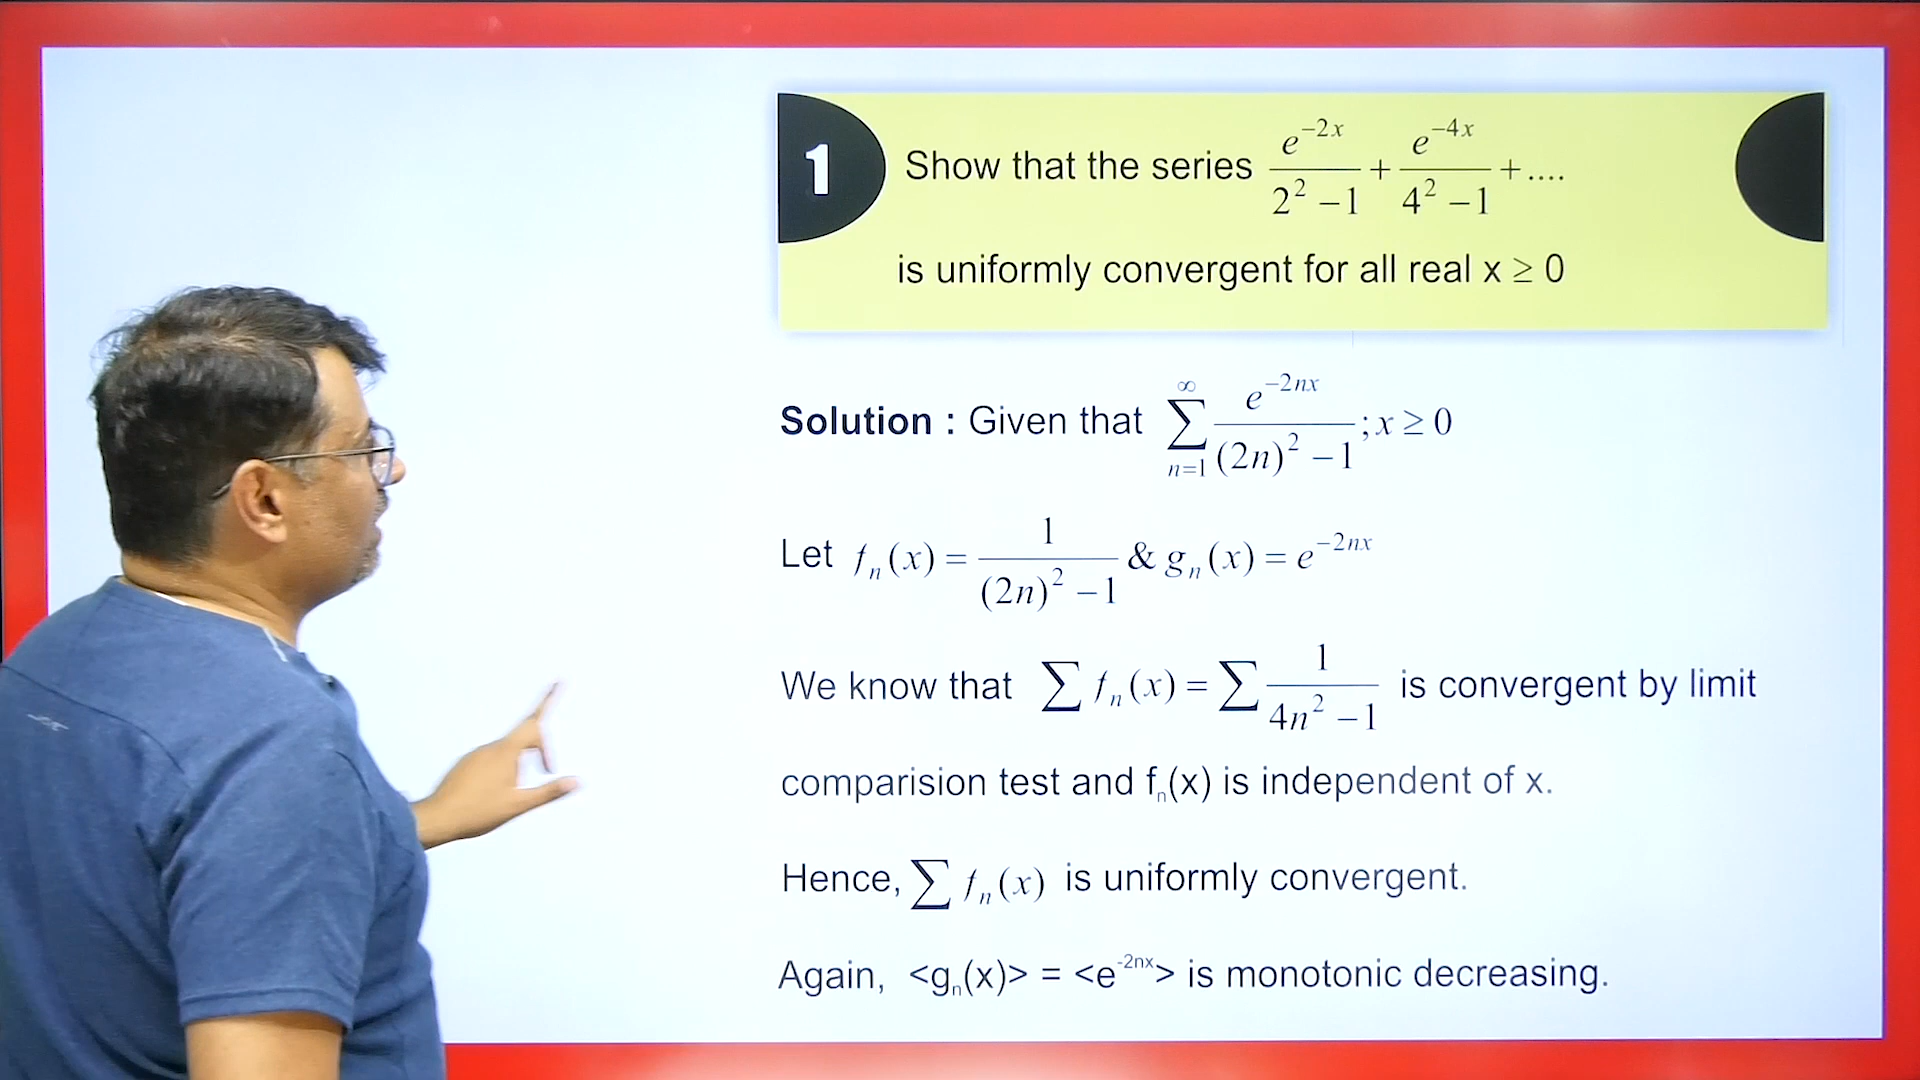 1
Show that the series e^{-2x}/(2^2 −1) + e^{-4x}/(4^2 −1) + ....
is uniformly convergent for all real x ≥ 0
Solution : Given that ∑_{n=1}^{∞} e^{-2nx}/((2n)^2 −1) ; x ≥ 0
Let f_n(x) = 1/((2n)^2 −1) & g_n(x) = e^{-2nx}
We know that ∑ f_n(x) = ∑ 1/(4n^2 −1) is convergent by limit
comparision test and f_n(x) is independent of x.
Hence, ∑ f_n(x) is uniformly convergent.
Again, <g_n(x)> = <e^{-2nx}> is monotonic decreasing.